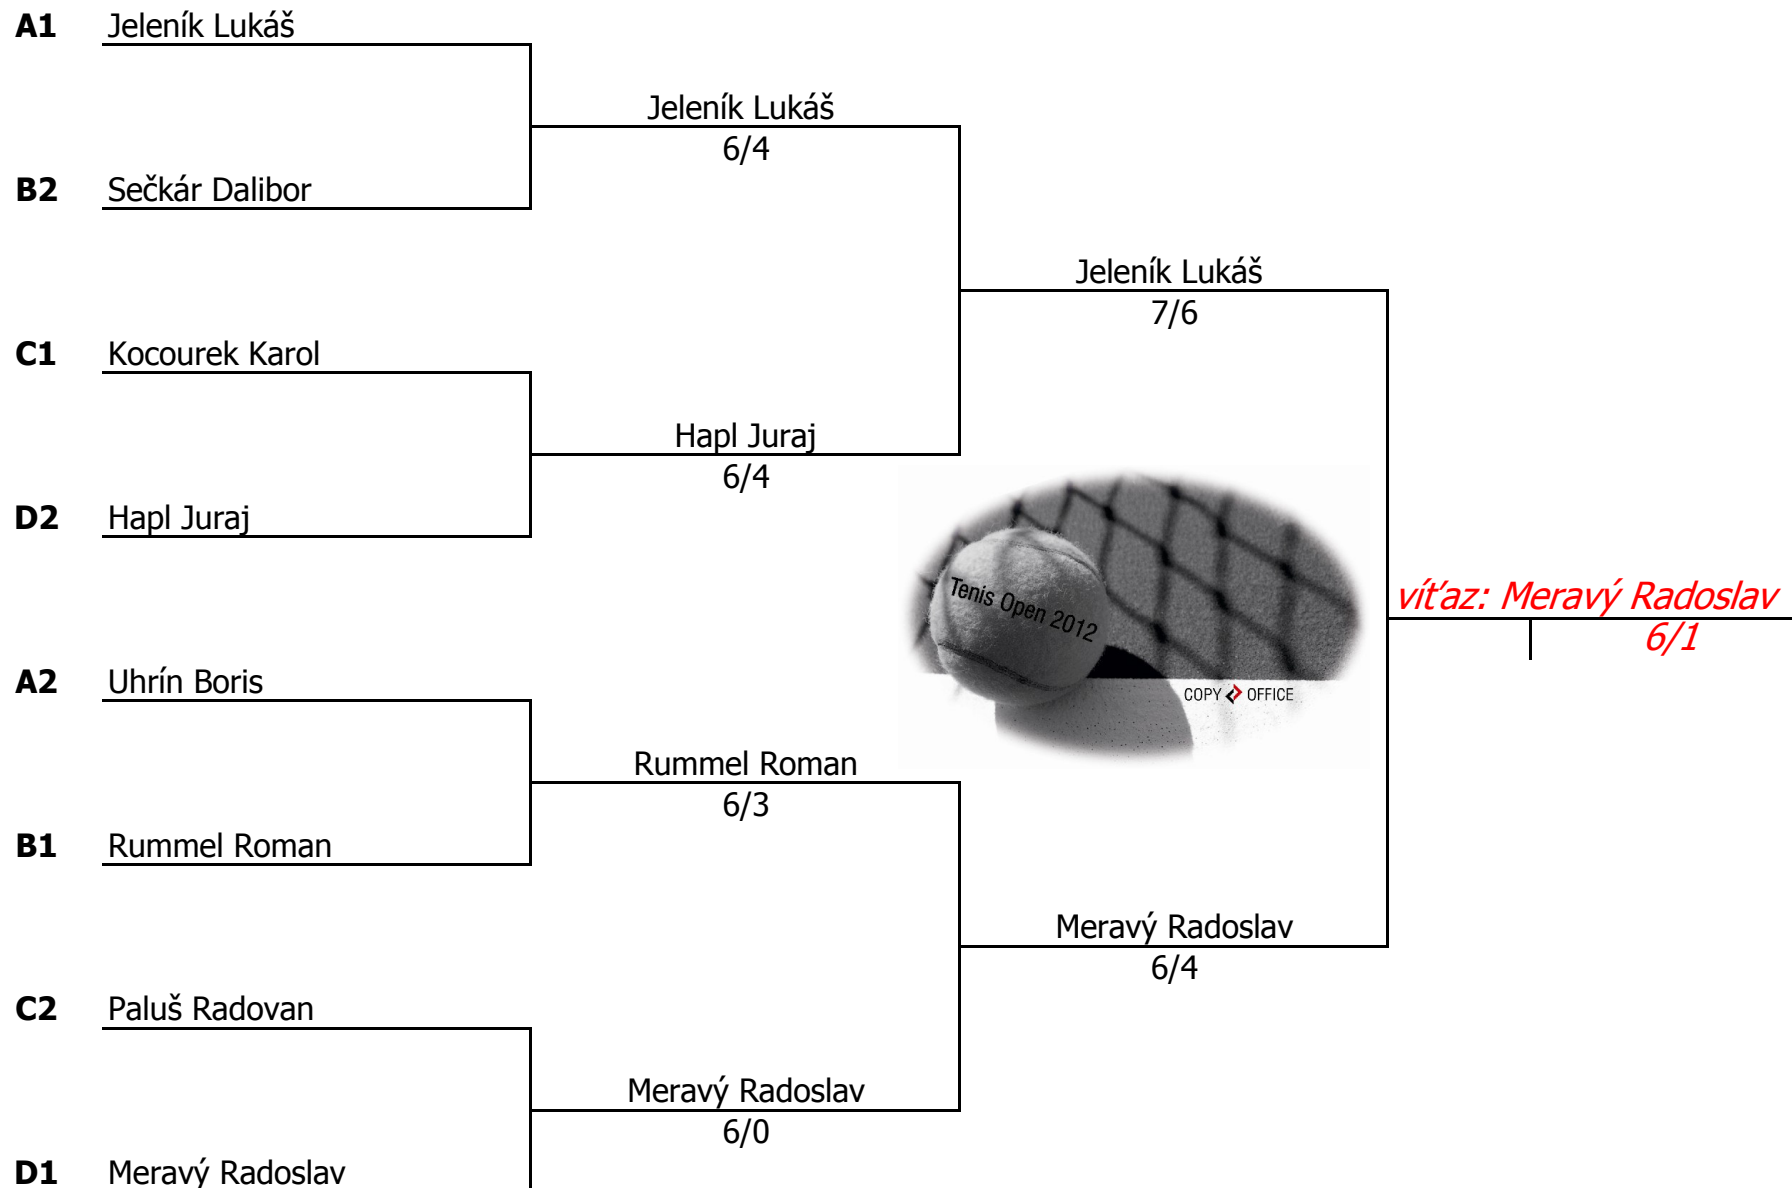 A1 Jeleník Lukáš
Jeleník Lukáš
6/4
B2 Sečkár Dalibor
Jeleník Lukáš
7/6
C1 Kocourek Karol
Hapl Juraj
6/4
D2 Hapl Juraj
Tenis Open 2012
víťaz: Meravý Radoslav
6/1
COPY OFFICE
A2 Uhrín Boris
Rummel Roman
6/3
B1 Rummel Roman
Meravý Radoslav
6/4
C2 Paluš Radovan
Meravý Radoslav
6/0
D1 Meravý Radoslav